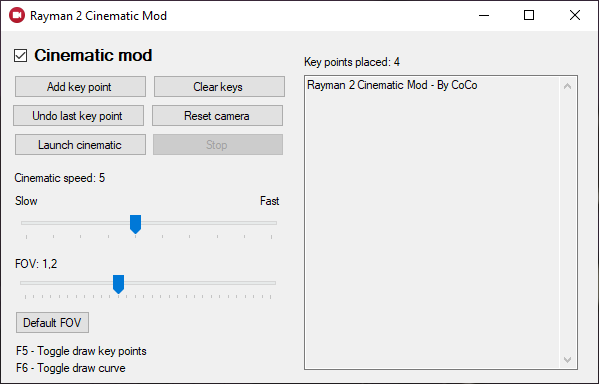 Rayman 2 Cinematic Mod
Cinematic mod
Add key point
Clear keys
Undo last key point
Reset camera
Launch cinematic
Stop
Cinematic speed: 5
Slow
Fast
FOV: 1,2
Default FOV
F5 - Toggle draw key points
F6 - Toggle draw curve
Key points placed: 4
Rayman 2 Cinematic Mod - By CoCo